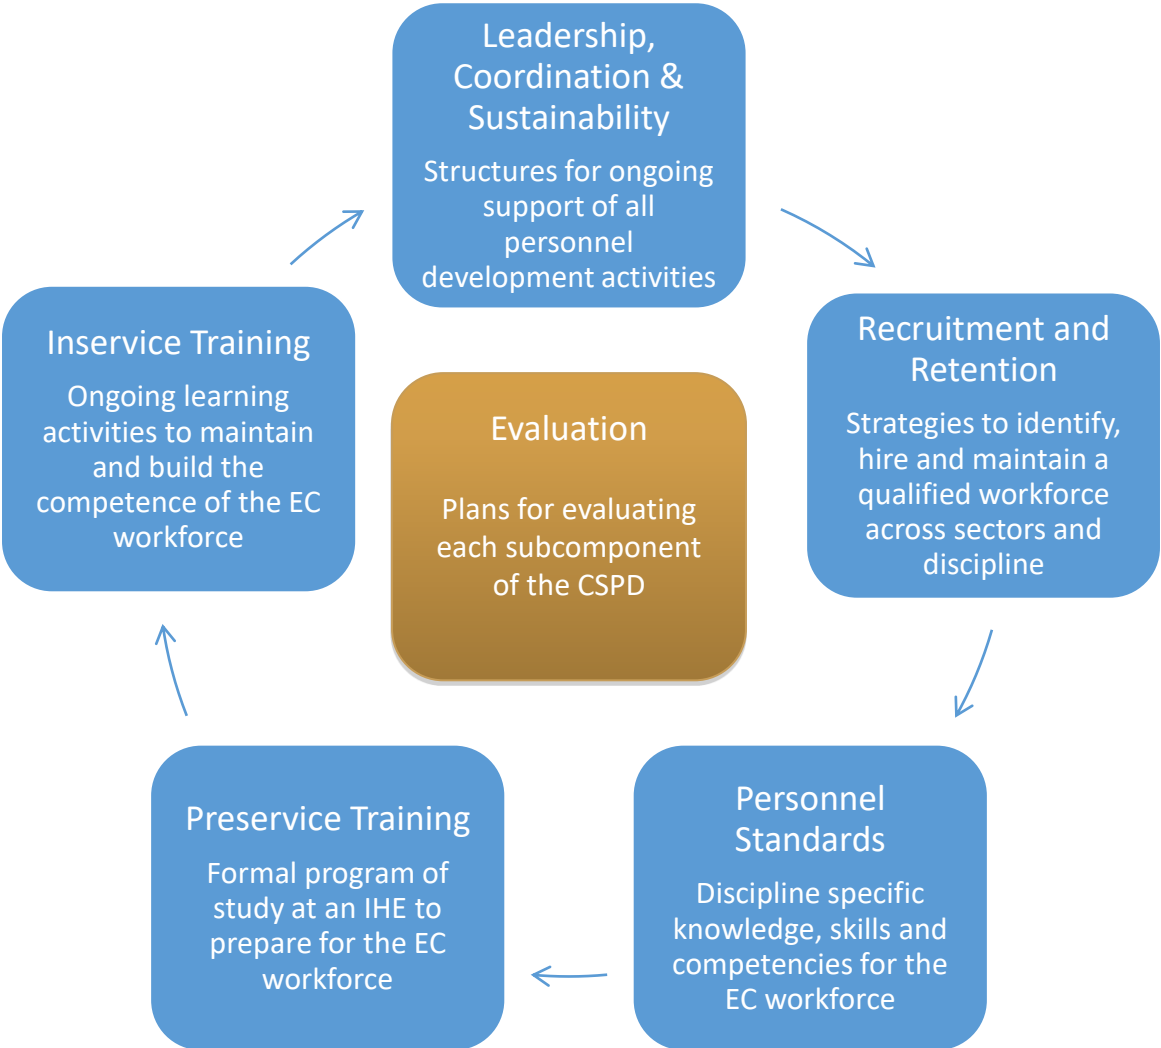 Leadership,
Coordination &
Sustainability
Structures for ongoing
support of all
personnel
development activities
Recruitment and
Retention
Strategies to identify,
hire and maintain a
qualified workforce
across sectors and
discipline
Personnel
Standards
Discipline specific
knowledge, skills and
competencies for the
EC workforce
Preservice Training
Formal program of
study at an IHE to
prepare for the EC
workforce
Inservice Training
Ongoing learning
activities to maintain
and build the
competence of the EC
workforce
Evaluation
Plans for evaluating
each subcomponent
of the CSPD